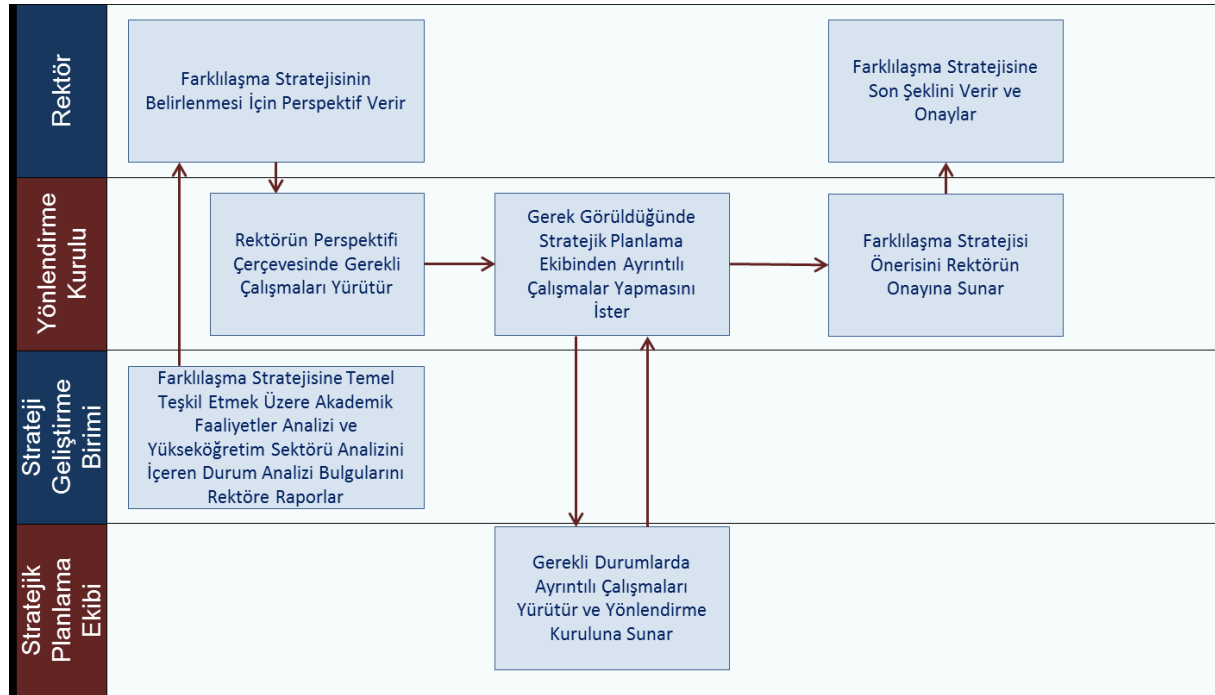 Rektör
Farklılaşma Stratejisinin
Belirlenmesi İçin Perspektif Verir
Farklılaşma Stratejisine
Son Şeklini Verir ve
Onaylar
Yönlendirme
Kurulu
Rektörün Perspektifi
Çerçevesinde Gerekli
Çalışmaları Yürütür
Gerek Görüldüğünde
Stratejik Planlama
Ekibinden Ayrıntılı
Çalışmalar Yapmasını
İster
Farklılaşma Stratejisi
Önerisini Rektörün
Onayına Sunar
Strateji
Geliştirme
Birimi
Farklılaşma Stratejisine Temel
Teşkil Etmek Üzere Akademik
Faaliyetler Analizi ve
Yükseköğretim Sektörü Analizini
İçeren Durum Analizi Bulgularını
Rektöre Raporlar
Stratejik
Planlama
Ekibi
Gerekli Durumlarda
Ayrıntılı Çalışmaları
Yürütür ve Yönlendirme
Kuruluna Sunar